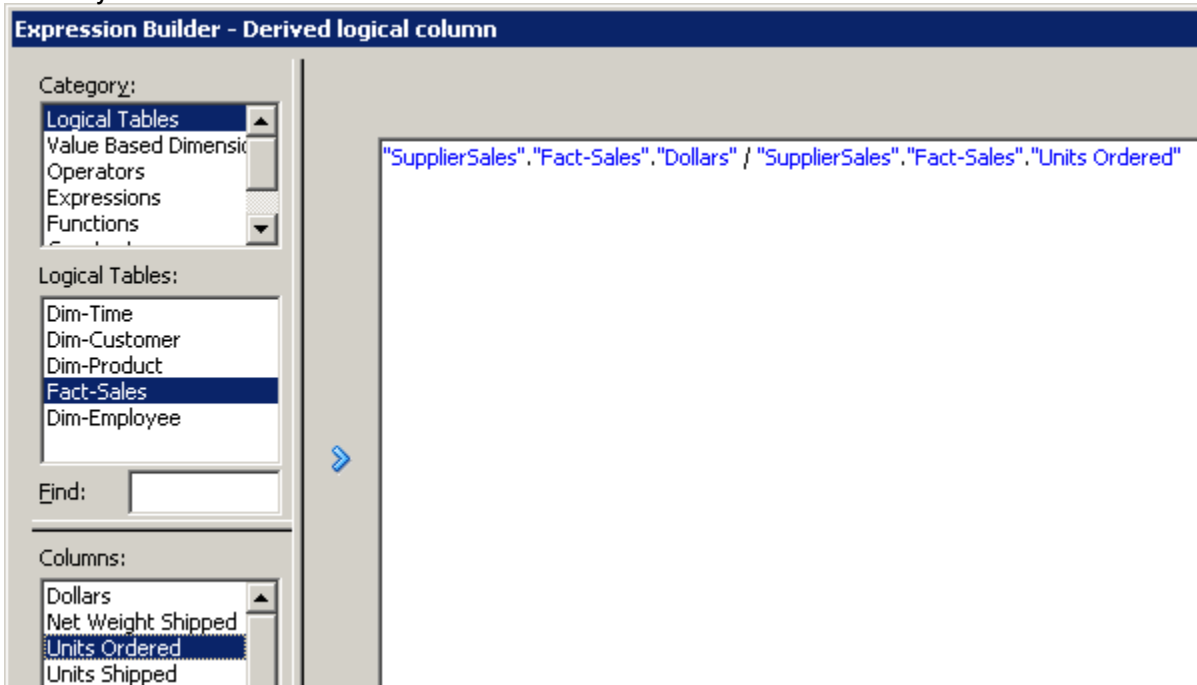 Expression Builder - Derived logical column
Category:
Logical Tables
Value Based Dimensic
Operators
Expressions
Functions
"SupplierSales"."Fact-Sales"."Dollars" / "SupplierSales"."Fact-Sales"."Units Ordered"
Logical Tables:
Dim-Time
Dim-Customer
Dim-Product
Fact-Sales
Dim-Employee
Find:
Columns:
Dollars
Net Weight Shipped
Units Ordered
Units Shipped